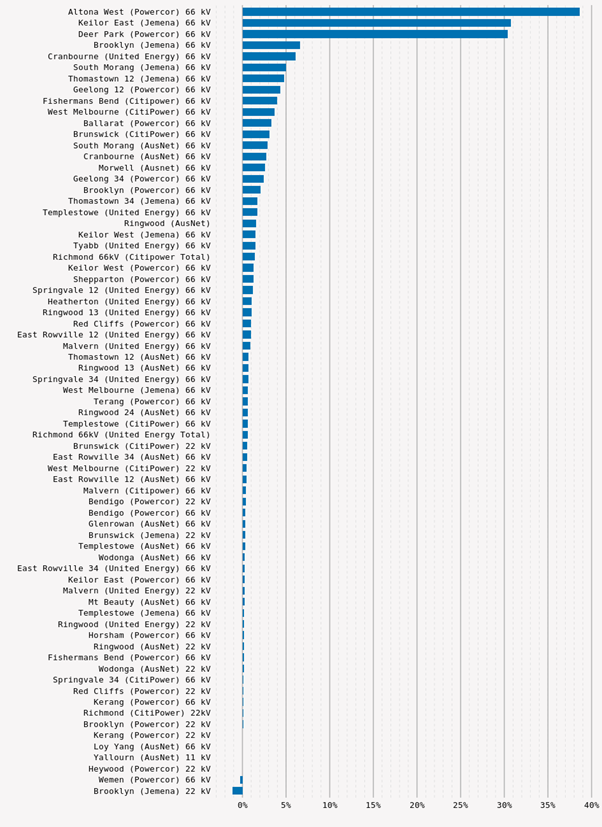 Altona West (Powercor) 66 kV
Keilor East (Jemena) 66 kV
Deer Park (Powercor) 66 kV
Brooklyn (Jemena) 66 kV
Cranbourne (United Energy) 66 kV
South Morang (Jemena) 66 kV
Thomastown 12 (Jemena) 66 kV
Geelong 12 (Powercor) 66 kV
Fishermans Bend (Citipower) 66 kV
West Melbourne (CitiPower) 66 kV
Ballarat (Powercor) 66 kV
Brunswick (CitiPower) 66 kV
South Morang (AusNet) 66 kV
Cranbourne (AusNet) 66 kV
Morwell (Ausnet) 66 kV
Geelong 34 (Powercor) 66 kV
Brooklyn (Powercor) 66 kV
Thomastown 34 (Jemena) 66 kV
Templestowe (United Energy) 66 kV
Ringwood (AusNet)
Keilor West (Jemena) 66 kV
Tyabb (United Energy) 66 kV
Richmond 66kV (Citipower Total)
Keilor West (Powercor) 66 kV
Shepparton (Powercor) 66 kV
Springvale 12 (United Energy) 66 kV
Heatherton (United Energy) 66 kV
Ringwood 13 (United Energy) 66 kV
Red Cliffs (Powercor) 66 kV
East Rowville 12 (United Energy) 66 kV
Malvern (United Energy) 66 kV
Thomastown 12 (AusNet) 66 kV
Ringwood 13 (AusNet) 66 kV
Springvale 34 (United Energy) 66 kV
West Melbourne (Jemena) 66 kV
Terang (Powercor) 66 kV
Ringwood 24 (AusNet) 66 kV
Templestowe (CitiPower) 66 kV
Richmond 66kV (United Energy Total)
Brunswick (CitiPower) 22 kV
East Rowville 34 (AusNet) 66 kV
West Melbourne (CitiPower) 22 kV
East Rowville 12 (AusNet) 66 kV
Malvern (Citipower) 66 kV
Bendigo (Powercor) 22 kV
Bendigo (Powercor) 66 kV
Glenrowan (AusNet) 66 kV
Brunswick (Jemena) 22 kV
Templestowe (AusNet) 66 kV
Wodonga (AusNet) 66 kV
East Rowville 34 (United Energy) 66 kV
Keilor East (Powercor) 66 kV
Malvern (United Energy) 22 kV
Mt Beauty (AusNet) 66 kV
Templestowe (Jemena) 66 kV
Ringwood (United Energy) 22 kV
Horsham (Powercor) 66 kV
Ringwood (AusNet) 22 kV
Fishermans Bend (Powercor) 66 kV
Wodonga (AusNet) 22 kV
Springvale 34 (CitiPower) 66 kV
Red Cliffs (Powercor) 22 kV
Kerang (Powercor) 66 kV
Richmond (CitiPower) 22kV
Brooklyn (Powercor) 22 kV
Kerang (Powercor) 22 kV
Loy Yang (AusNet) 66 kV
Yallourn (AusNet) 11 kV
Heywood (Powercor) 22 kV
Wemen (Powercor) 66 kV
Brooklyn (Jemena) 22 kV
0% 5% 10% 15% 20% 25% 30% 35% 40%